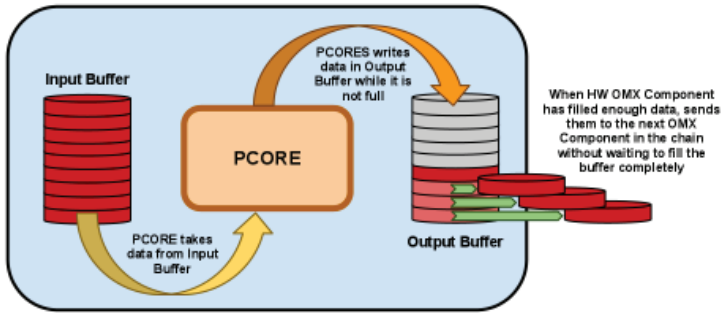 Input Buffer
PCORES writes
data in Output
Buffer while it is
not full
PCORE
PCORE takes
data from Input
Buffer
Output Buffer
When HW OMX Component
has filled enough data, sends
them to the next OMX
Component in the chain
without waiting to fill the
buffer completely